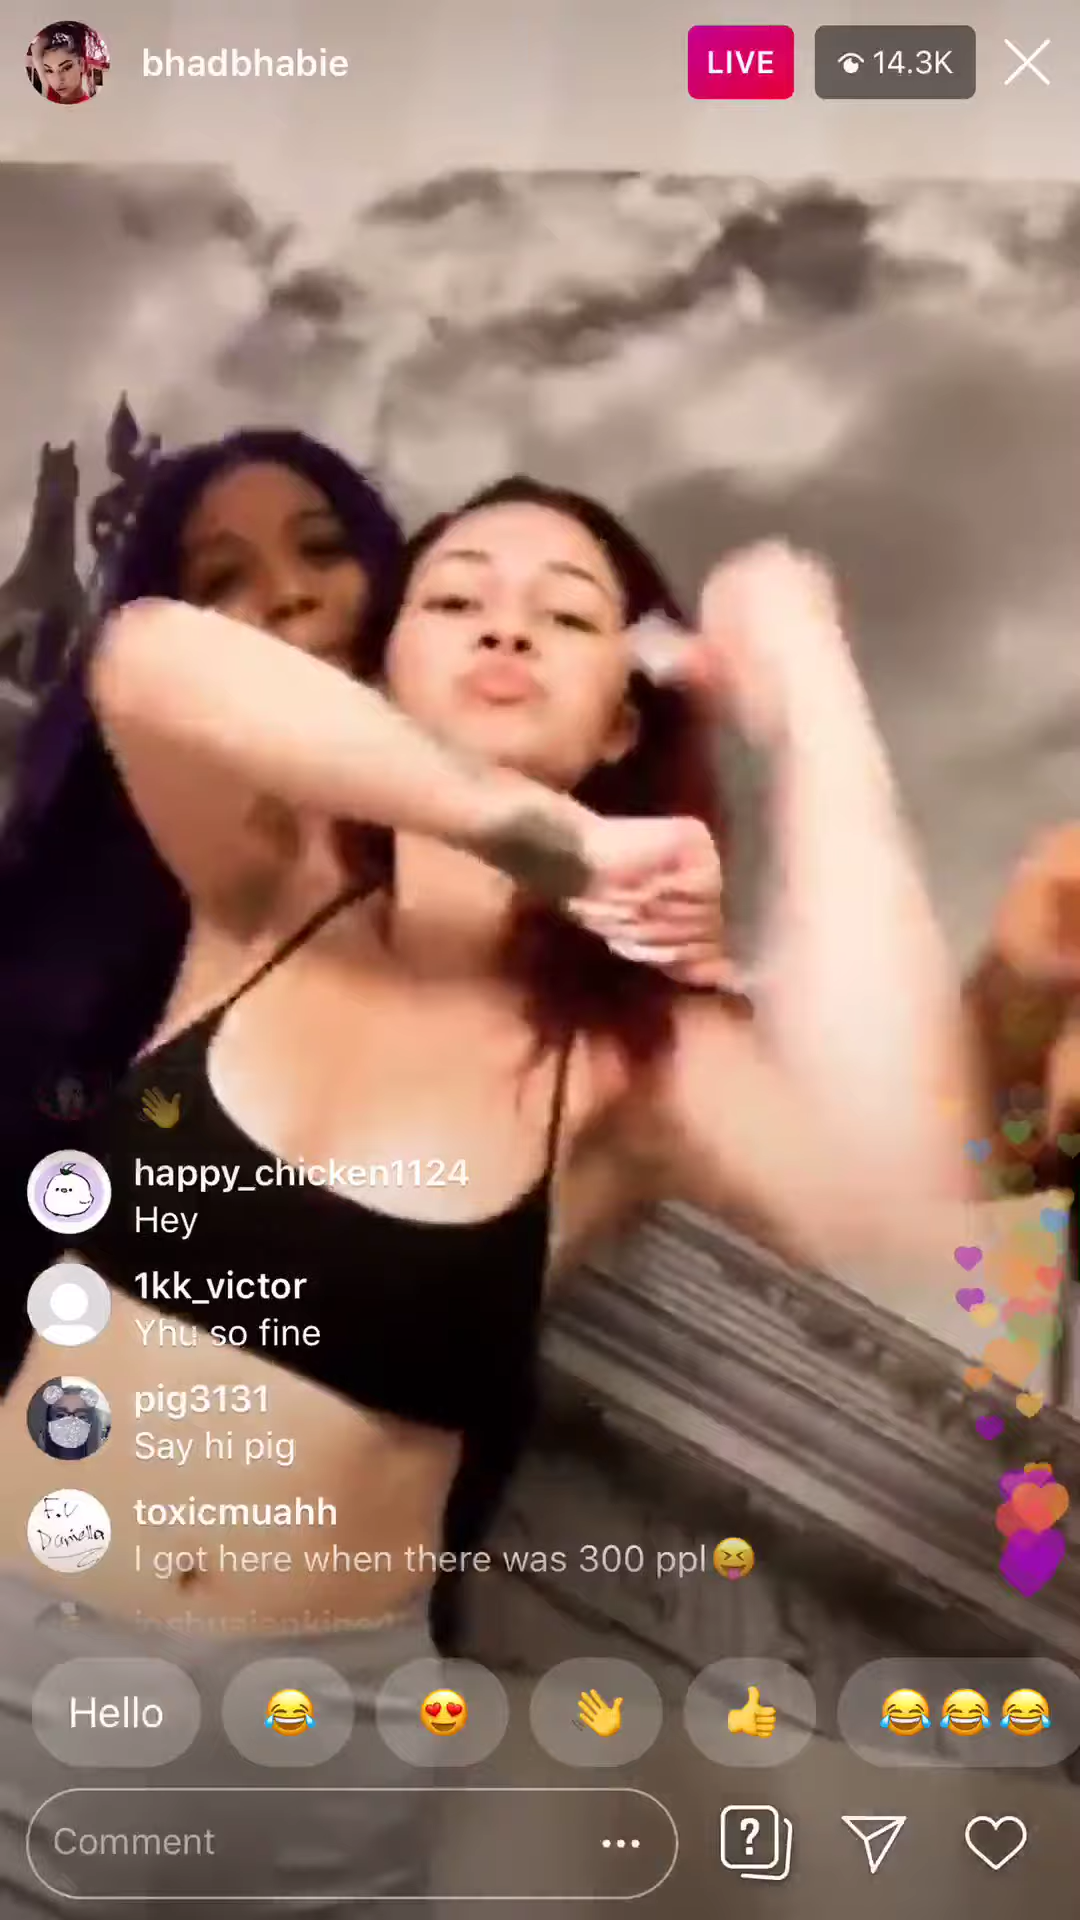 bhadbhabie
LIVE
14.3K
happy_chicken1124
Hey
1kk_victor
Yhu so fine
pig3131
Say hi pig
F.U
Daniella
toxicmuahh
I got here when there was 300 ppl😝
Hello
Comment